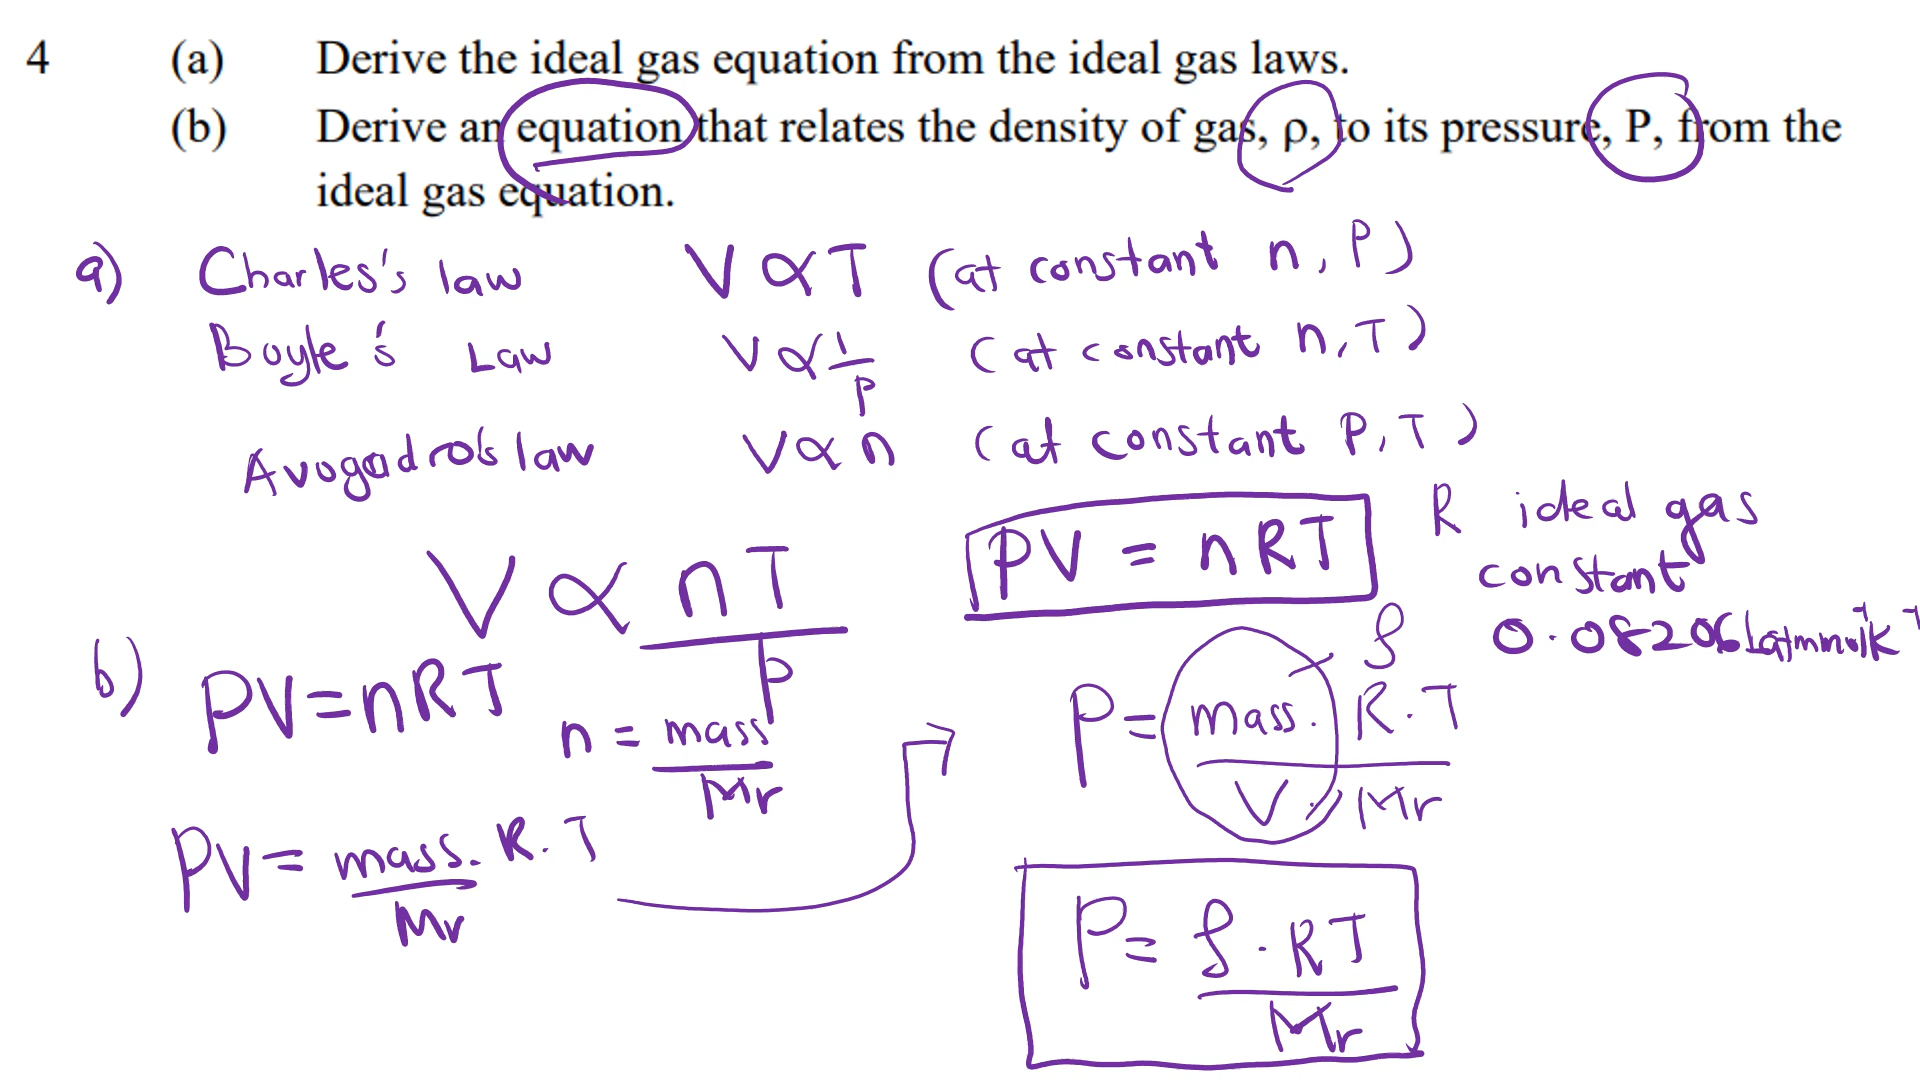 4 (a) Derive the ideal gas equation from the ideal gas laws.
(b) Derive an equation that relates the density of gas, ρ, to its pressure, P, from the
ideal gas equation.
a) Charles's law V ∝ T (at constant n, P)
Boyle's Law V ∝ 1/P (at constant n, T)
Avogadro's law V ∝ n (at constant P, T)
V ∝ nT/P
PV = nRT
R ideal gas
constant
0.08206 L atm mol⁻¹ K⁻¹
b) PV = nRT
n = mass/Mr
PV = mass/Mr . R. T
P = mass. R. T / V Mr
ρ
P = ρ . RT / Mr